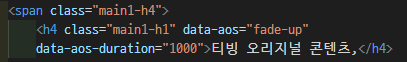 <span class="main1-h4">
<h4 class="main1-h1" data-aos="fade-up"
data-aos-duration="1000">티빙 오리지널 콘텐츠,</h4>